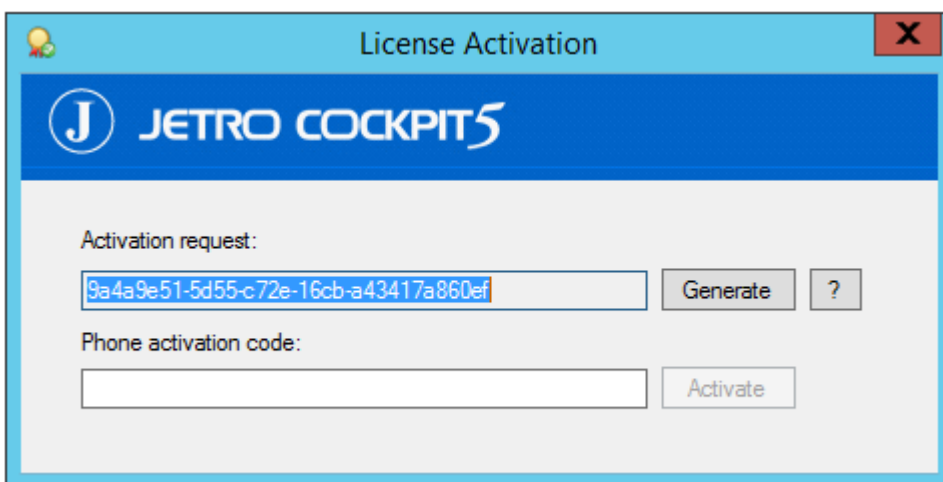 License Activation
X
J JETRO COCKPIT5
Activation request:
9a4a9e51-5d55-c72e-16cb-a43417a860ef Generate ?
Phone activation code:
Activate